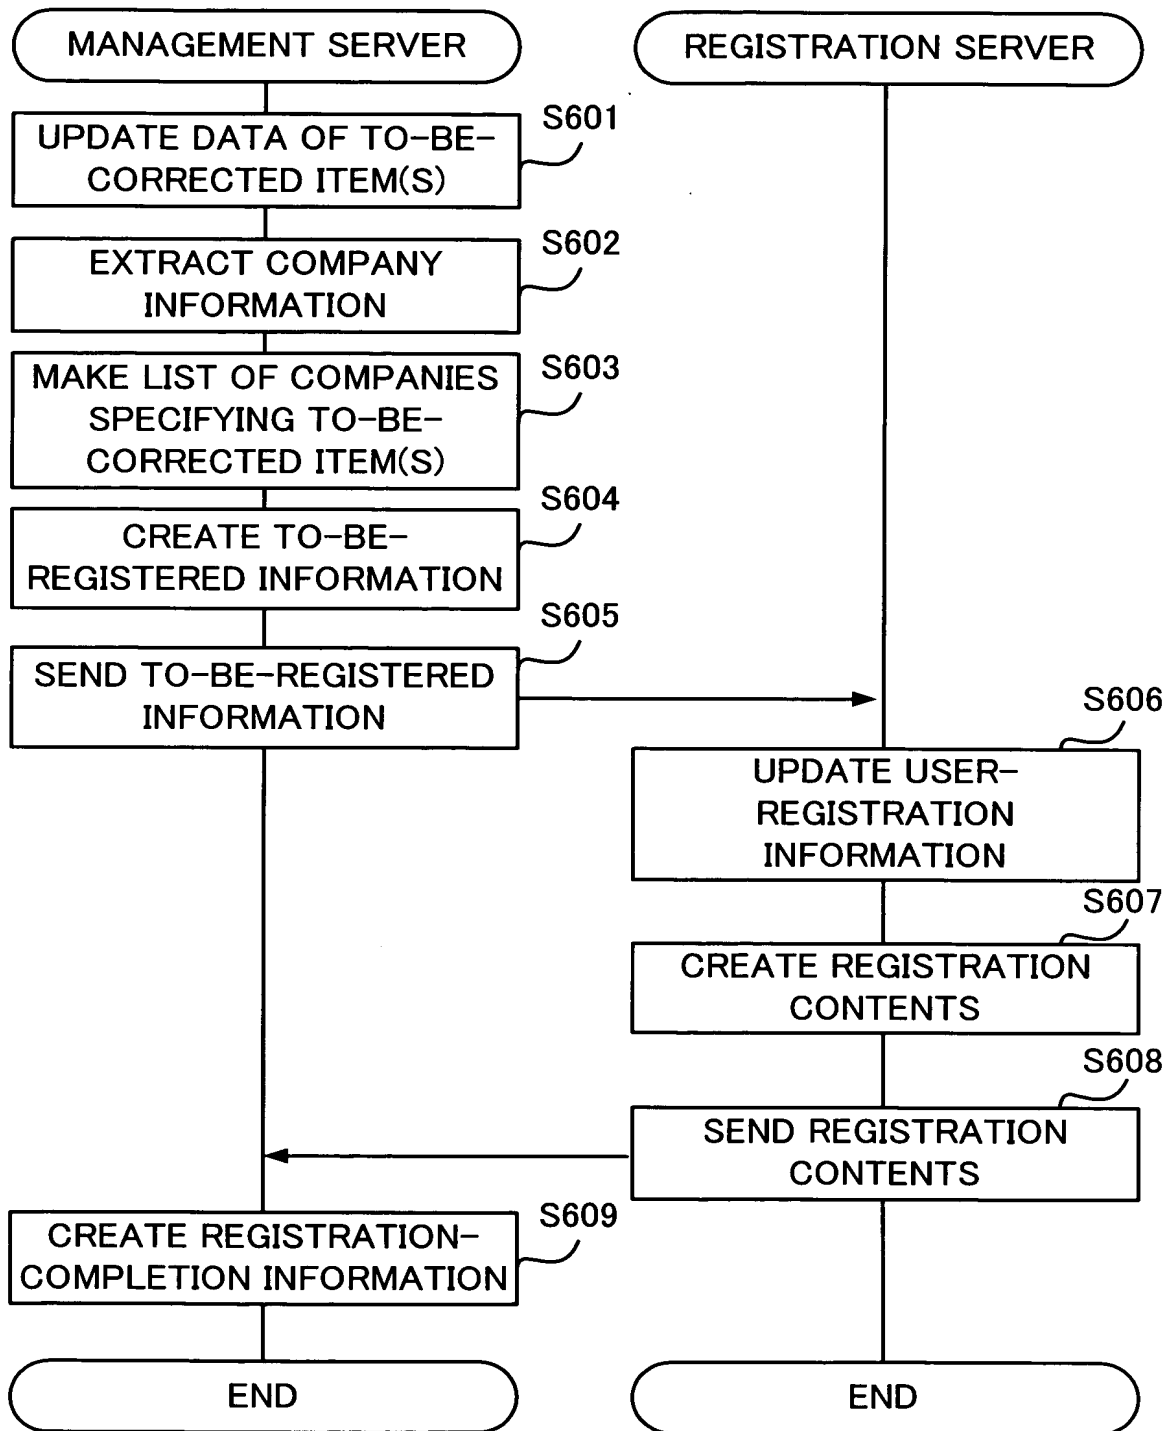 MANAGEMENT SERVER
REGISTRATION SERVER
S601
UPDATE DATA OF TO-BE-
CORRECTED ITEM(S)
S602
EXTRACT COMPANY
INFORMATION
S603
MAKE LIST OF COMPANIES
SPECIFYING TO-BE-
CORRECTED ITEM(S)
S604
CREATE TO-BE-
REGISTERED INFORMATION
S605
SEND TO-BE-REGISTERED
INFORMATION
S606
UPDATE USER-
REGISTRATION
INFORMATION
S607
CREATE REGISTRATION
CONTENTS
S608
SEND REGISTRATION
CONTENTS
S609
CREATE REGISTRATION-
COMPLETION INFORMATION
END
END